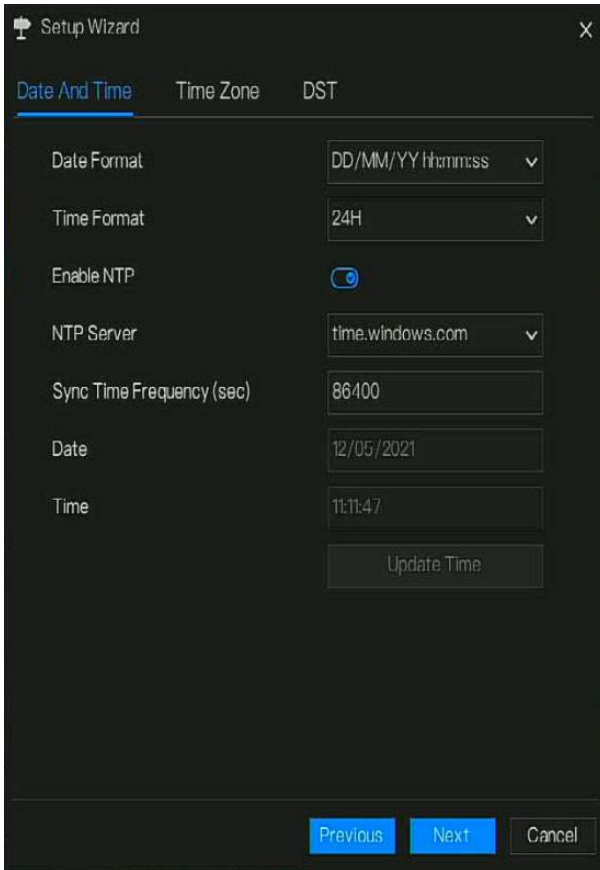 Setup Wizard X
Date And Time Time Zone DST
Date Format DD/MM/YY hh:mm:ss
Time Format 24H
Enable NTP
NTP Server time.windows.com
Sync Time Frequency (sec) 86400
Date 12/05/2021
Time 11:11:47
Update Time
Previous Next Cancel